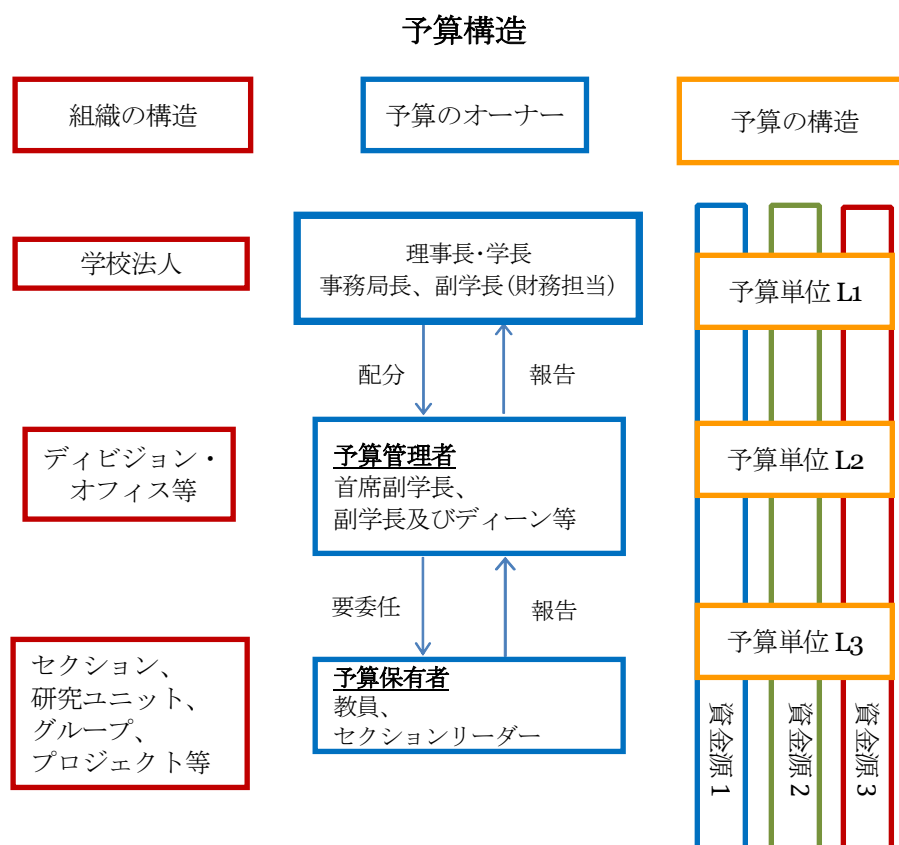 予算構造
組織の構造
予算のオーナー
予算の構造
学校法人
理事長・学長
事務局長、副学長(財務担当)
予算単位 L1
配分
報告
ディビジョン・
オフィス等
予算管理者
首席副学長、
副学長及びディーン等
予算単位 L2
要委任
報告
予算単位 L3
セクション、
研究ユニット、
グループ、
プロジェクト等
予算保有者
教員、
セクションリーダー
資金源 1
資金源 2
資金源 3